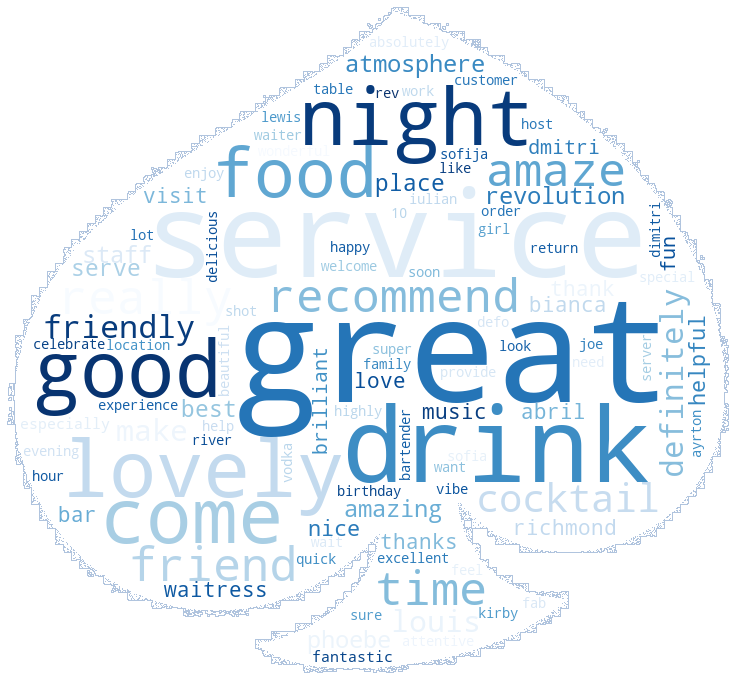 absolutely
atmosphere
customer
table
rev
work
night
lewis
host
waiter
sofija
dmitri
food
like
amaze
enjoy
place
visit
iulian
revolution
10
order
dimitri
lot
delicious
girl
fun
service
happy
return
staff
serve
welcome
soon
special
really
recommend
thank
bianca
shot
friendly
great
defo
definitely
helpful
celebrate
location
beautiful
super
look
joe
server
good
family
provide
need
love
experience
best
brilliant
highly
music
abril
especially
make
help
drink
ayrton
river
evening
lovely
vodka
bartender
sofia
want
hour
birthday
vibe
cocktail
come
bar
amazing
nice
richmond
friend
wait
thanks
quick
excellent
feel
waitress
time
fab
sure
louis
kirby
phoebe
attentive
fantastic